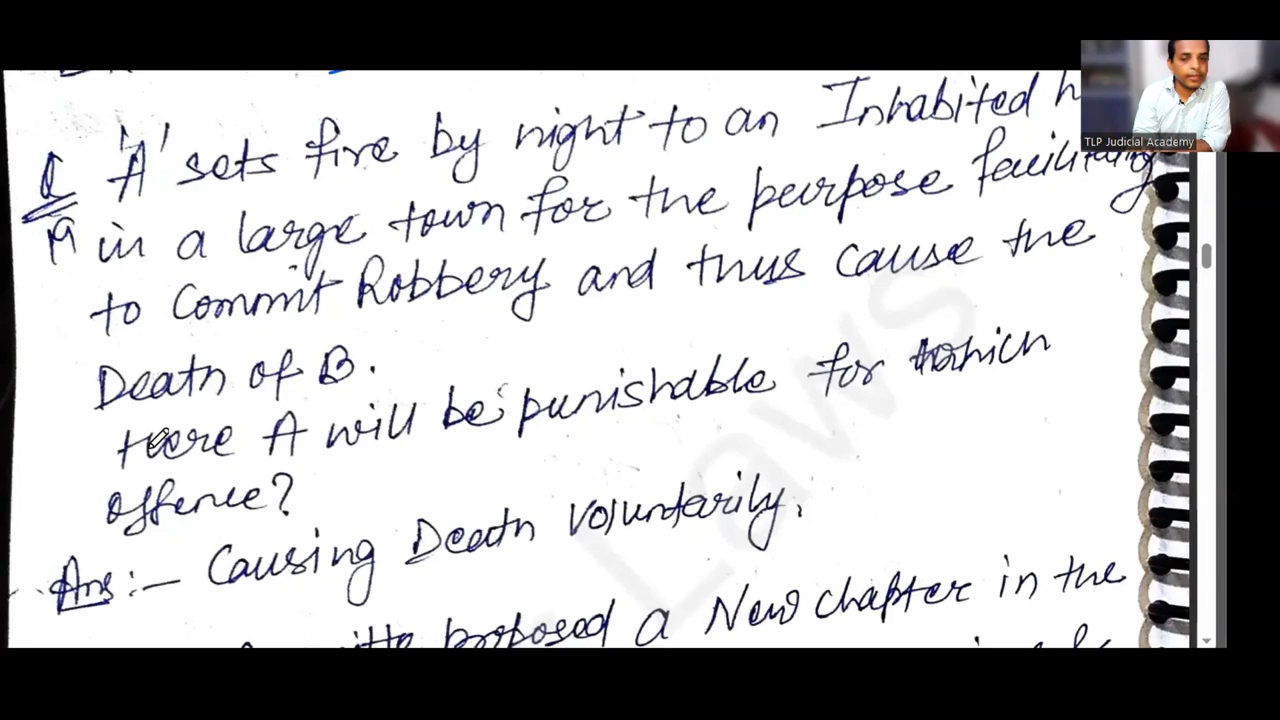 TLP Judicial Academy
Q 'A' sets fire by night to an Inhabited h
19 in a large town for the purpose facilitating
to Commit Robbery and thus cause the
Death of B.
Here A will be punishable for which
offence?
Ans:- Causing Death voluntarily.
proposed a New chapter in the
Laws